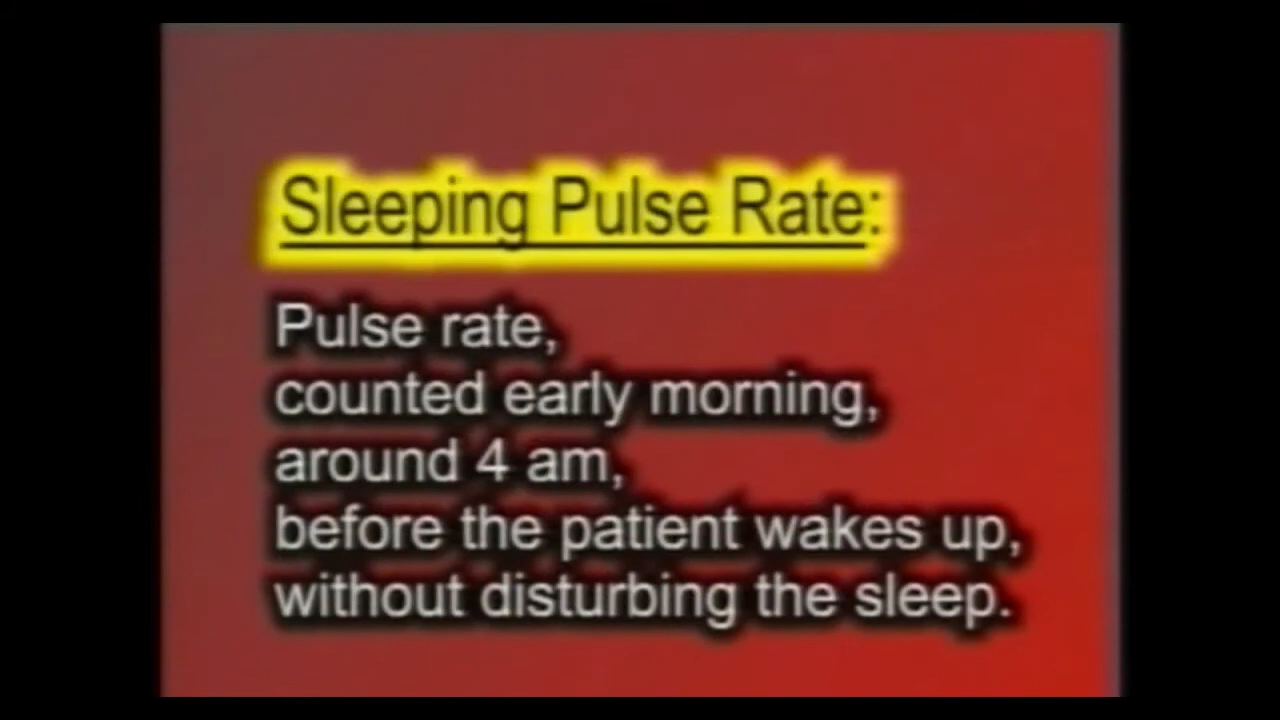 Sleeping Pulse Rate:
Pulse rate,
counted early morning,
around 4 am,
before the patient wakes up,
without disturbing the sleep.